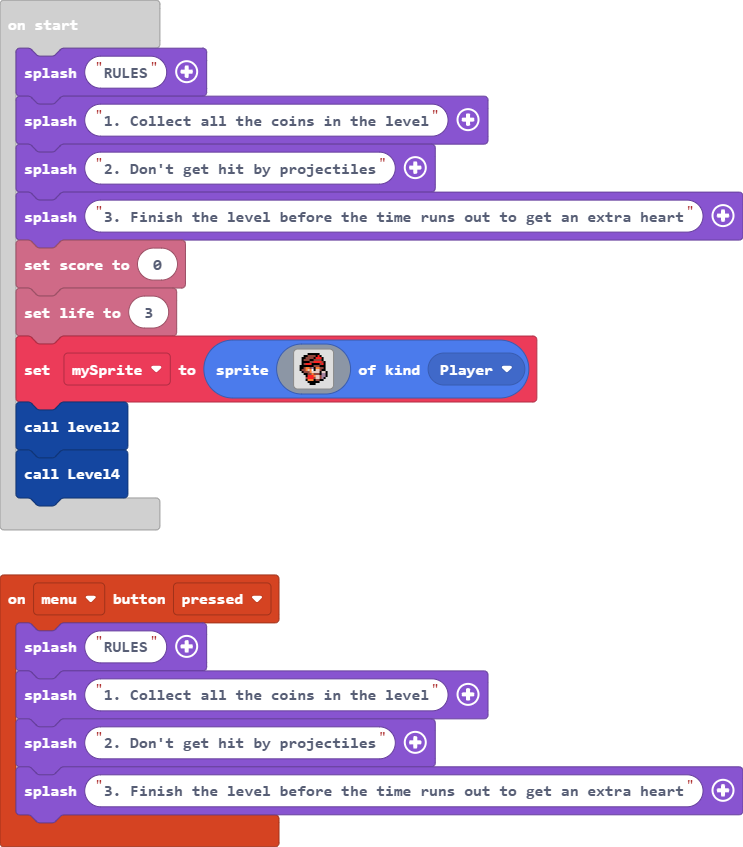 on start
splash "RULES"
splash "1. Collect all the coins in the level"
splash "2. Don't get hit by projectiles"
splash "3. Finish the level before the time runs out to get an extra heart"
set score to 0
set life to 3
set mySprite to sprite of kind Player
call level2
call Level4
on menu button pressed
splash "RULES"
splash "1. Collect all the coins in the level"
splash "2. Don't get hit by projectiles"
splash "3. Finish the level before the time runs out to get an extra heart"